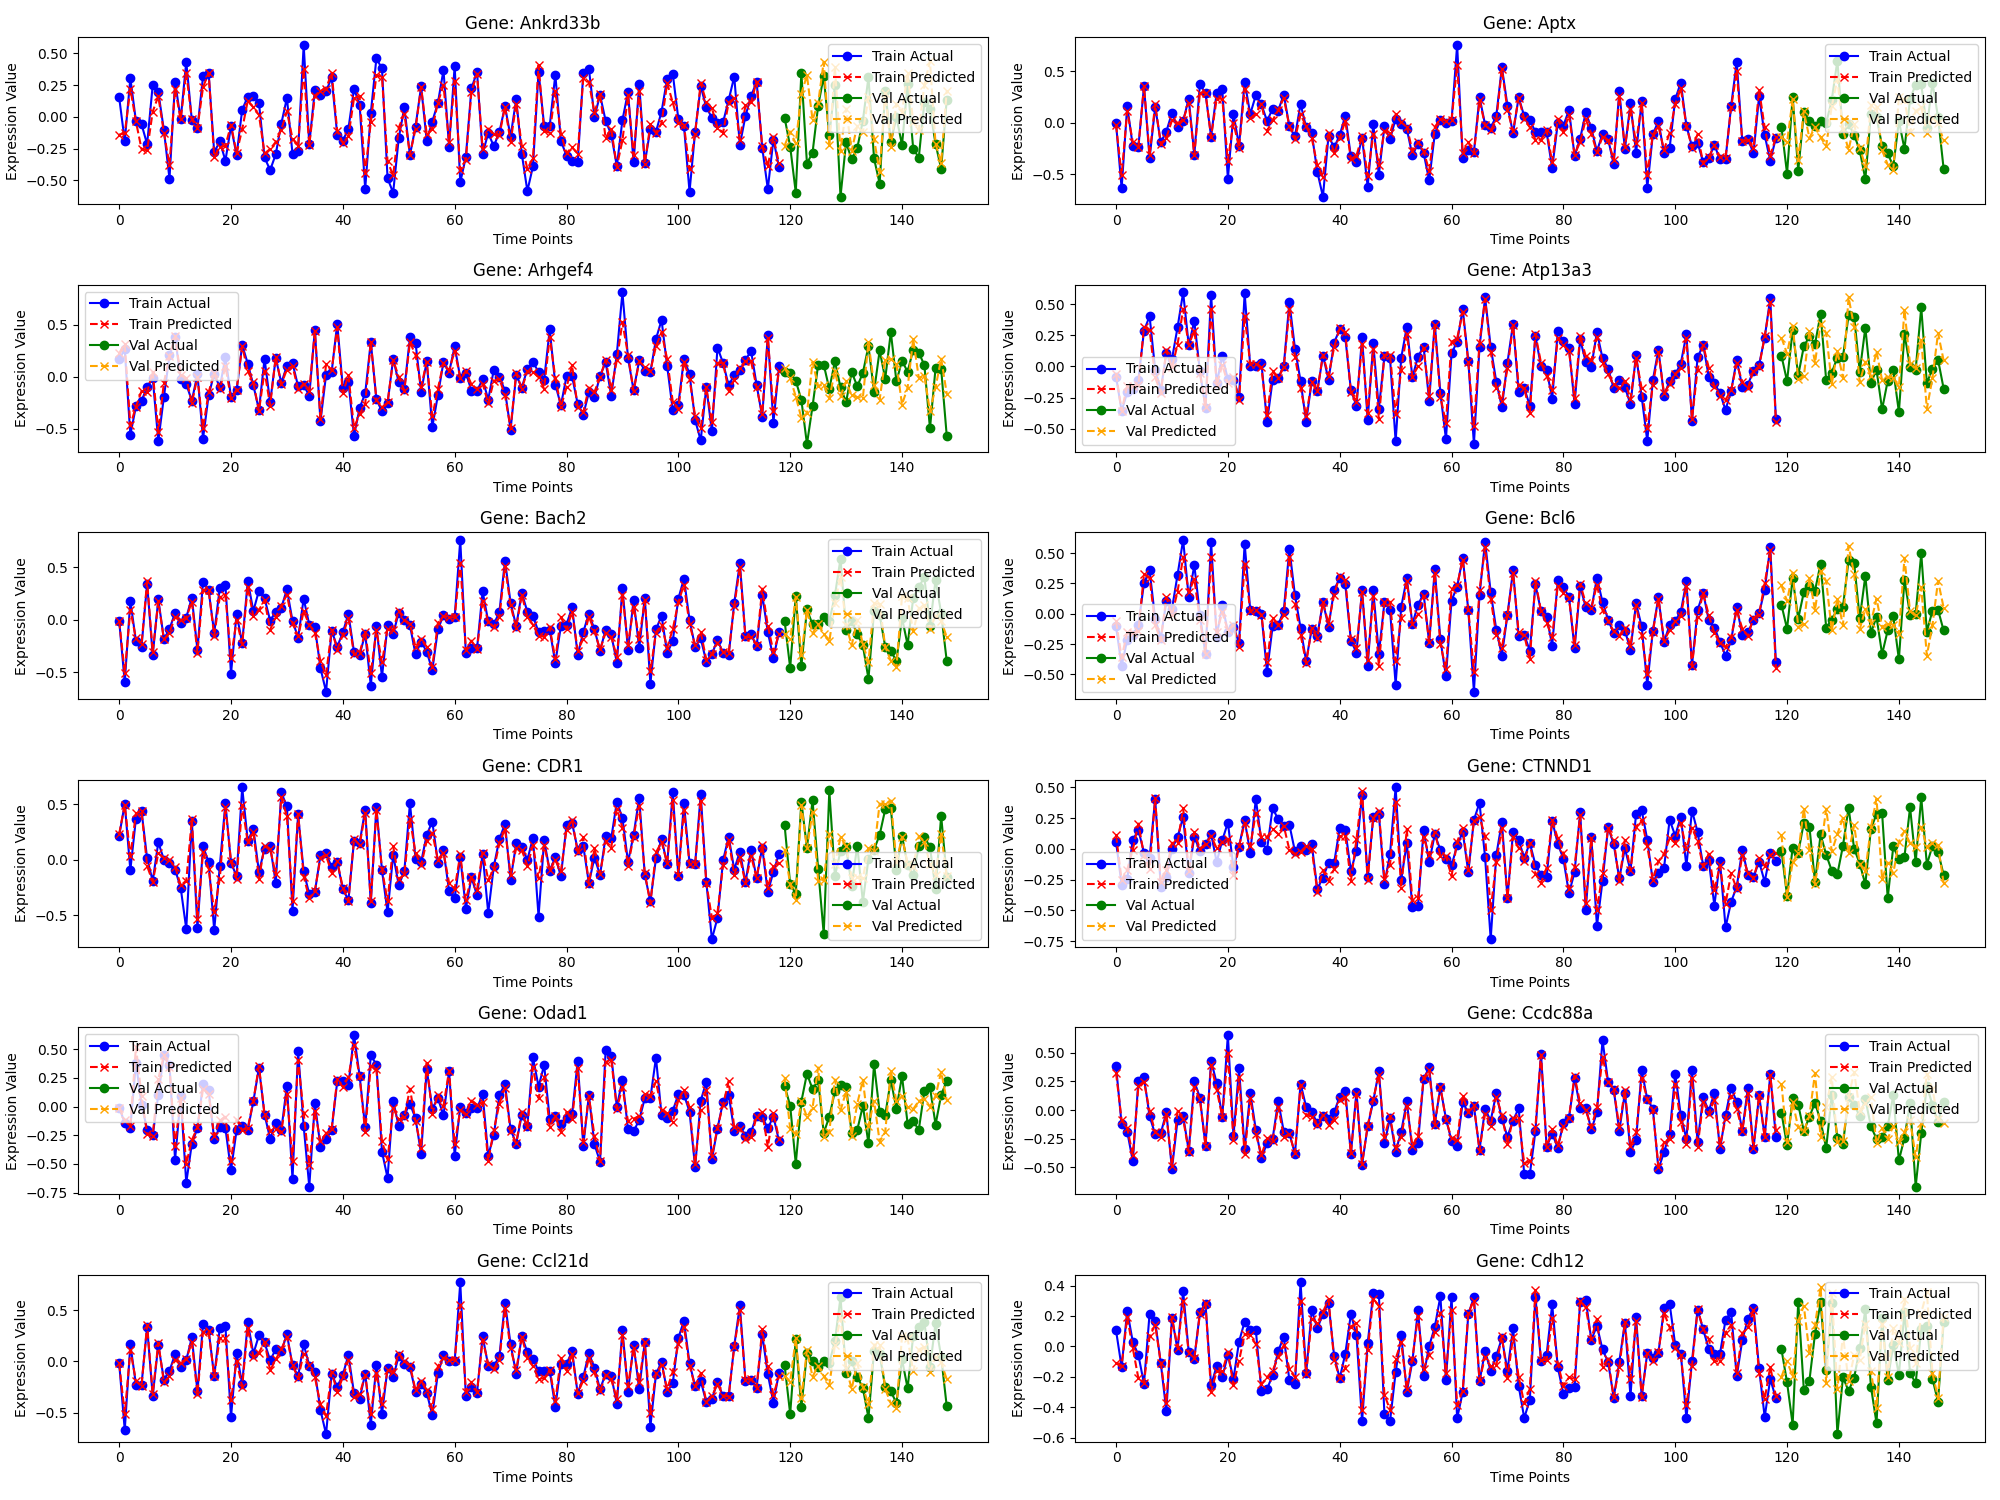 Gene: Ankrd33b
Expression Value
0.50
0.25
0.00
−0.25
−0.50
Train Actual
Train Predicted
Val Actual
Val Predicted
0 20 40 60 80 100 120 140
Time Points
Gene: Aptx
Expression Value
0.5
0.0
−0.5
Train Actual
Train Predicted
Val Actual
Val Predicted
0 20 40 60 80 100 120 140
Time Points
Gene: Arhgef4
Expression Value
0.5
0.0
−0.5
Train Actual
Train Predicted
Val Actual
Val Predicted
0 20 40 60 80 100 120 140
Time Points
Gene: Atp13a3
Expression Value
0.50
0.25
0.00
−0.25
−0.50
Train Actual
Train Predicted
Val Actual
Val Predicted
0 20 40 60 80 100 120 140
Time Points
Gene: Bach2
Expression Value
0.5
0.0
−0.5
Train Actual
Train Predicted
Val Actual
Val Predicted
0 20 40 60 80 100 120 140
Time Points
Gene: Bcl6
Expression Value
0.50
0.25
0.00
−0.25
−0.50
Train Actual
Train Predicted
Val Actual
Val Predicted
0 20 40 60 80 100 120 140
Time Points
Gene: CDR1
Expression Value
0.5
0.0
−0.5
Train Actual
Train Predicted
Val Actual
Val Predicted
0 20 40 60 80 100 120 140
Time Points
Gene: CTNND1
Expression Value
0.50
0.25
0.00
−0.25
−0.50
−0.75
Train Actual
Train Predicted
Val Actual
Val Predicted
0 20 40 60 80 100 120 140
Time Points
Gene: Odad1
Expression Value
0.50
0.25
0.00
−0.25
−0.50
−0.75
Train Actual
Train Predicted
Val Actual
Val Predicted
0 20 40 60 80 100 120 140
Time Points
Gene: Ccdc88a
Expression Value
0.50
0.25
0.00
−0.25
−0.50
Train Actual
Train Predicted
Val Actual
Val Predicted
0 20 40 60 80 100 120 140
Time Points
Gene: Ccl21d
Expression Value
0.5
0.0
−0.5
Train Actual
Train Predicted
Val Actual
Val Predicted
0 20 40 60 80 100 120 140
Time Points
Gene: Cdh12
Expression Value
0.4
0.2
0.0
−0.2
−0.4
−0.6
Train Actual
Train Predicted
Val Actual
Val Predicted
0 20 40 60 80 100 120 140
Time Points